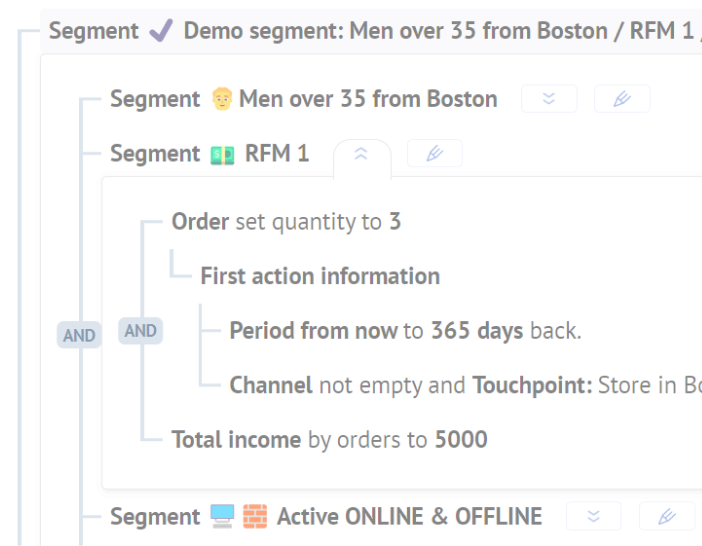 Segment ✔ Demo segment: Men over 35 from Boston / RFM 1 /
Segment 👨 Men over 35 from Boston
Segment 💵 RFM 1
Order set quantity to 3
First action information
AND AND Period from now to 365 days back.
Channel not empty and Touchpoint: Store in
Total income by orders to 5000
Segment 🖥 🧱 Active ONLINE & OFFLINE